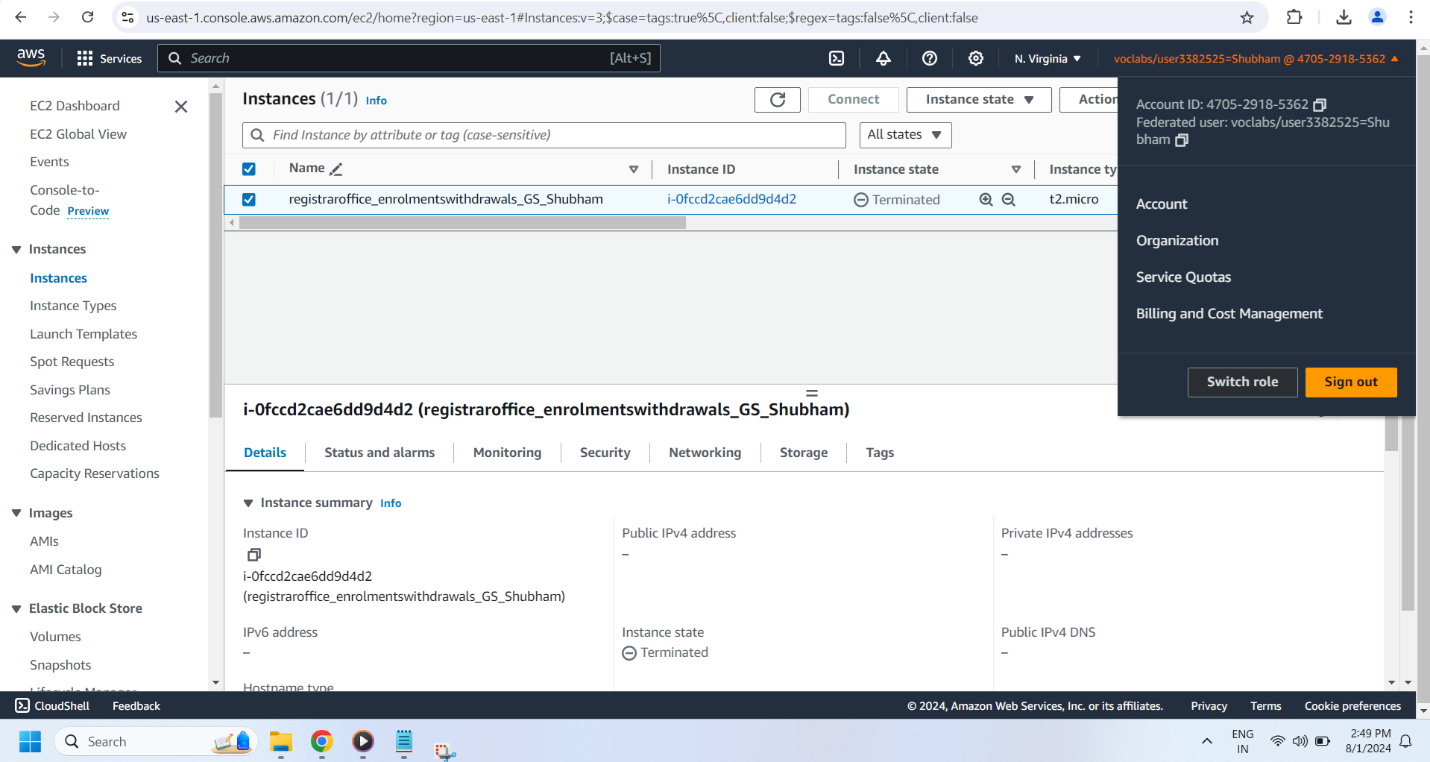 us-east-1.console.aws.amazon.com/ec2/home?region=us-east-1#Instances:v=3;$case=tags:true%5C,client:false;$regex=tags:false%5C,client:false
aws
Services
Search
[Alt+S]
N. Virginia
voclabs/user3382525=Shubham @ 4705-2918-5362
EC2 Dashboard
EC2 Global View
Events
Console-to-
Code Preview
Instances
Instances
Instance Types
Launch Templates
Spot Requests
Savings Plans
Reserved Instances
Dedicated Hosts
Capacity Reservations
Images
AMIs
AMI Catalog
Elastic Block Store
Volumes
Snapshots
Lifecycle Manager
Instances (1/1) Info
Connect
Instance state
Action
Find Instance by attribute or tag (case-sensitive)
All states
Name
Instance ID
Instance state
Instance ty
registraroffice_enrolmentswithdrawals_GS_Shubham
i-0fccd2cae6dd9d4d2
Terminated
t2.micro
Account ID: 4705-2918-5362
Federated user: voclabs/user3382525=Shu
bham
Account
Organization
Service Quotas
Billing and Cost Management
Switch role
Sign out
i-0fccd2cae6dd9d4d2 (registraroffice_enrolmentswithdrawals_GS_Shubham)
Details
Status and alarms
Monitoring
Security
Networking
Storage
Tags
Instance summary Info
Instance ID
i-0fccd2cae6dd9d4d2
(registraroffice_enrolmentswithdrawals_GS_Shubham)
Public IPv4 address
–
Private IPv4 addresses
–
IPv6 address
–
Instance state
Terminated
Public IPv4 DNS
–
Hostname type
CloudShell
Feedback
© 2024, Amazon Web Services, Inc. or its affiliates.
Privacy
Terms
Cookie preferences
Search
ENG
IN
2:49 PM
8/1/2024